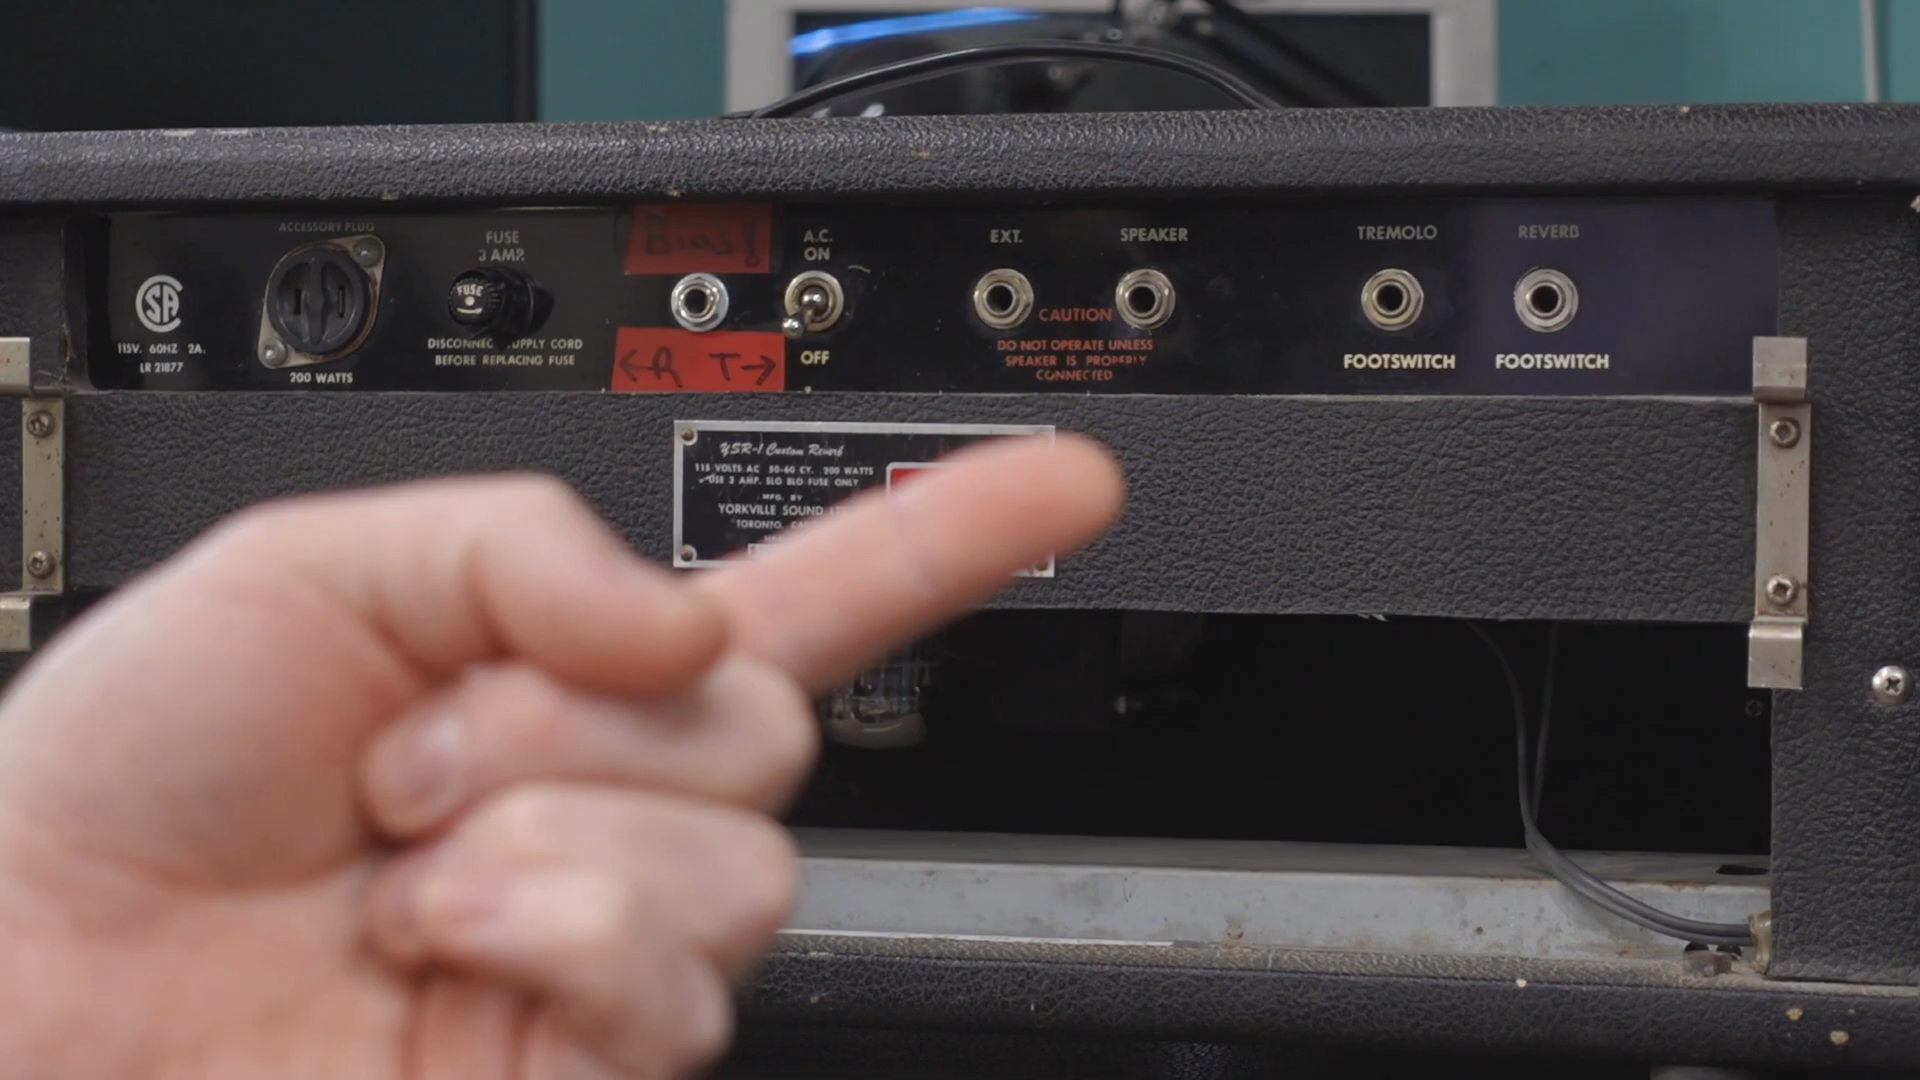 ACCESSORY PLUG
200 WATTS
SA
115V. 60HZ 2A.
LR 21877
FUSE
3 AMP.
FUSE
DISCONNEC UPPLY CORD
BEFORE REPLACING FUSE
Bias!
←R T→
A.C.
ON
OFF
EXT.
SPEAKER
CAUTION
DO NOT OPERATE UNLESS
SPEAKER IS PROPERLY
CONNECTED
TREMOLO
FOOTSWITCH
REVERB
FOOTSWITCH
YSR-1 Custom Reverb
115 VOLTS AC 50-60 CY. 200 WATTS
USE 3 AMP. SLO BLO FUSE ONLY
MFG. BY
YORKVILLE SOUND
TORONTO,